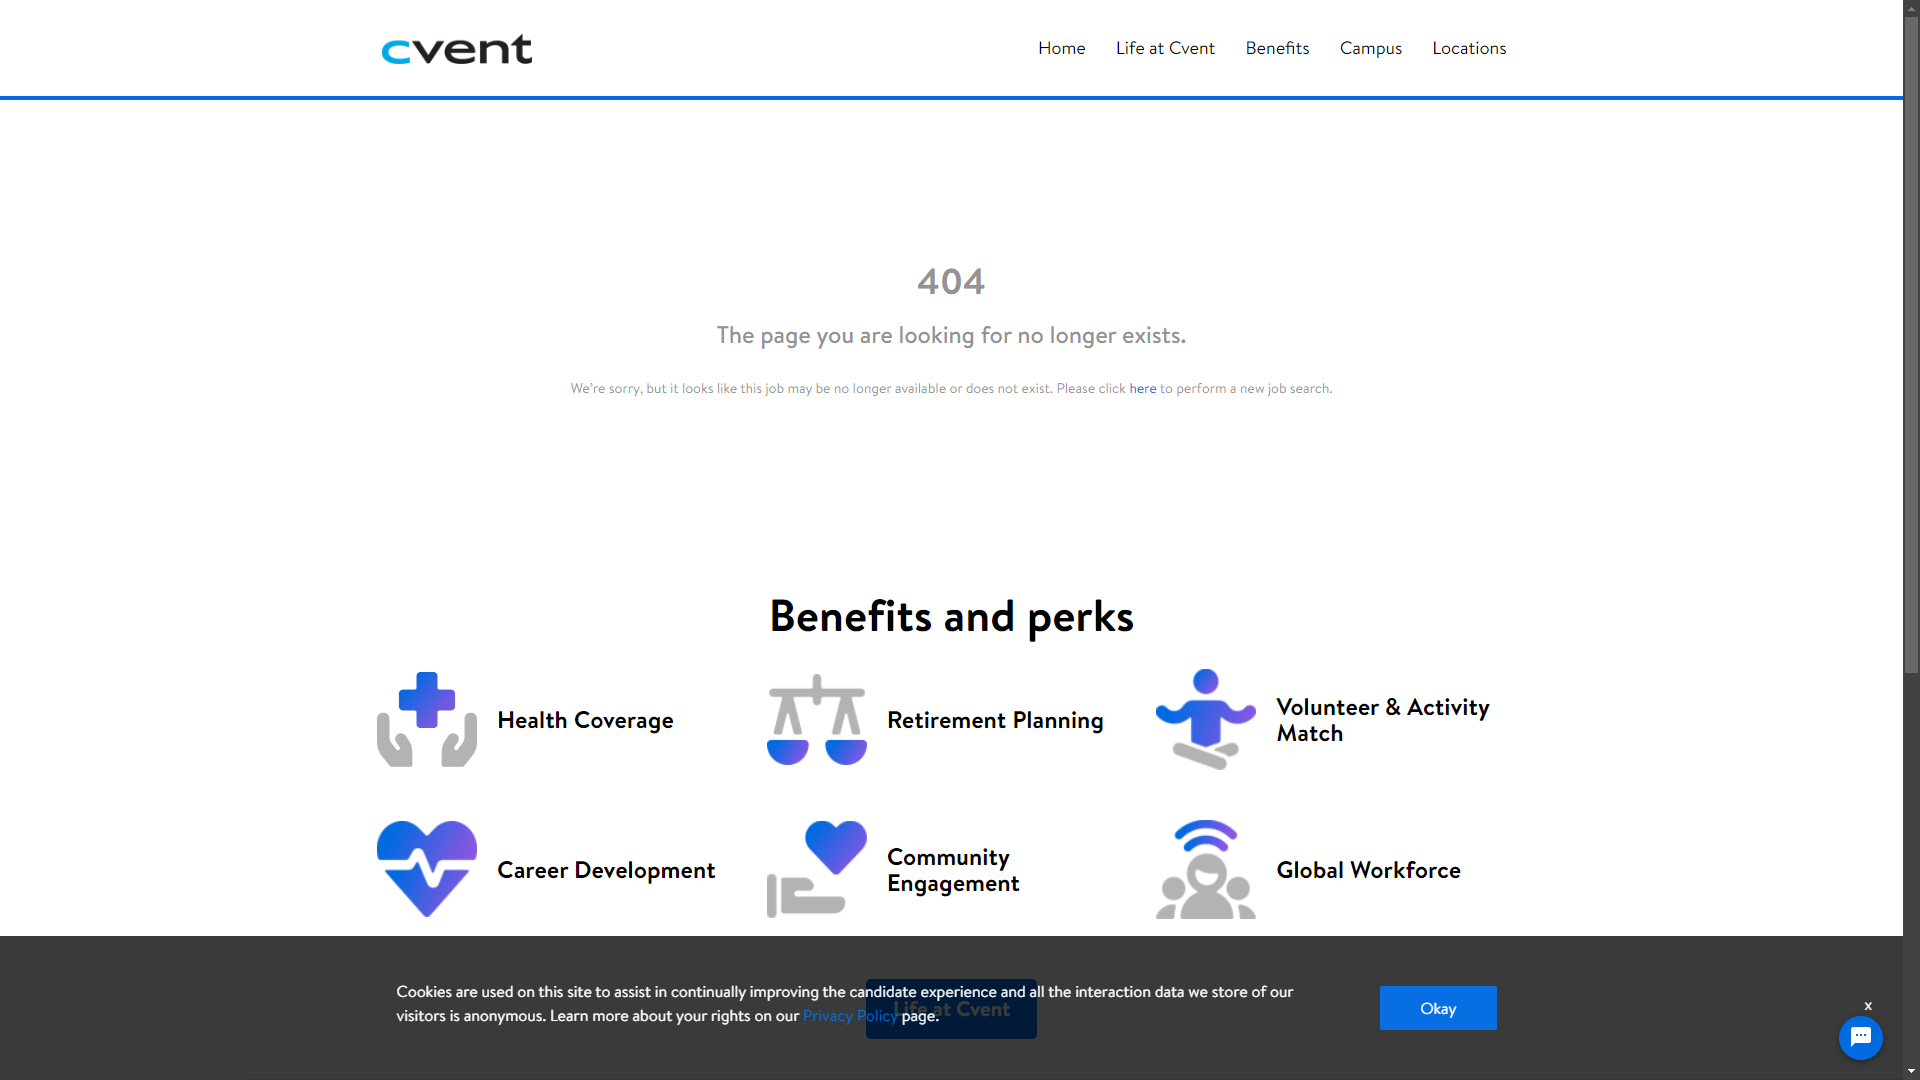 cvent
Home Life at Cvent Benefits Campus Locations
404
The page you are looking for no longer exists.
We’re sorry, but it looks like this job may be no longer available or does not exist. Please click here to perform a new job search.
Benefits and perks
Health Coverage
Retirement Planning
Volunteer & Activity
Match
Career Development
Community
Engagement
Global Workforce
Life at Cvent
Cookies are used on this site to assist in continually improving the candidate experience and all the interaction data we store of our
visitors is anonymous. Learn more about your rights on our Privacy Policy page.
Okay
x